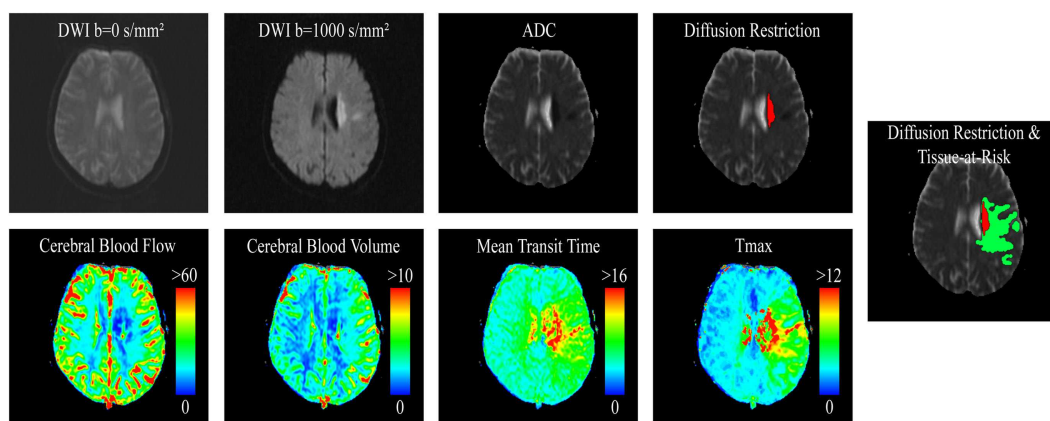 DWI b=0 s/mm²
DWI b=1000 s/mm²
ADC
Diffusion Restriction
Diffusion Restriction &
Tissue-at-Risk
Cerebral Blood Flow
>60
0
Cerebral Blood Volume
>10
0
Mean Transit Time
>16
0
Tmax
>12
0